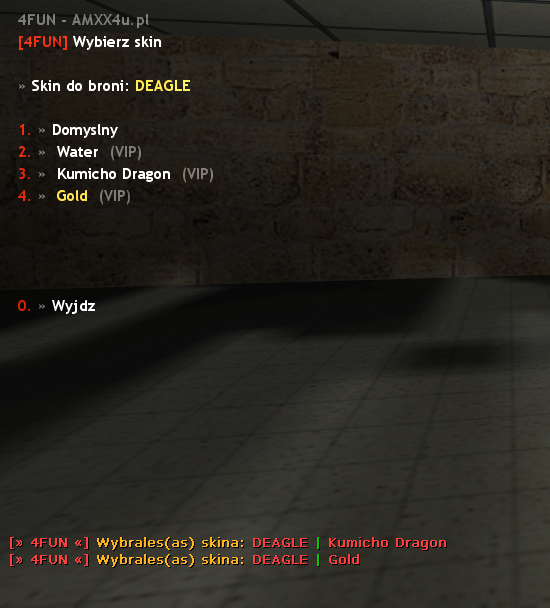 4FUN - AMXX4u.pl
[4FUN] Wybierz skin
» Skin do broni: DEAGLE
1. » Domyslny
2. » Water (VIP)
3. » Kumicho Dragon (VIP)
4. » Gold (VIP)
0. » Wyjdz
[» 4FUN «] Wybrales(as) skina: DEAGLE | Kumicho Dragon
[» 4FUN «] Wybrales(as) skina: DEAGLE | Gold